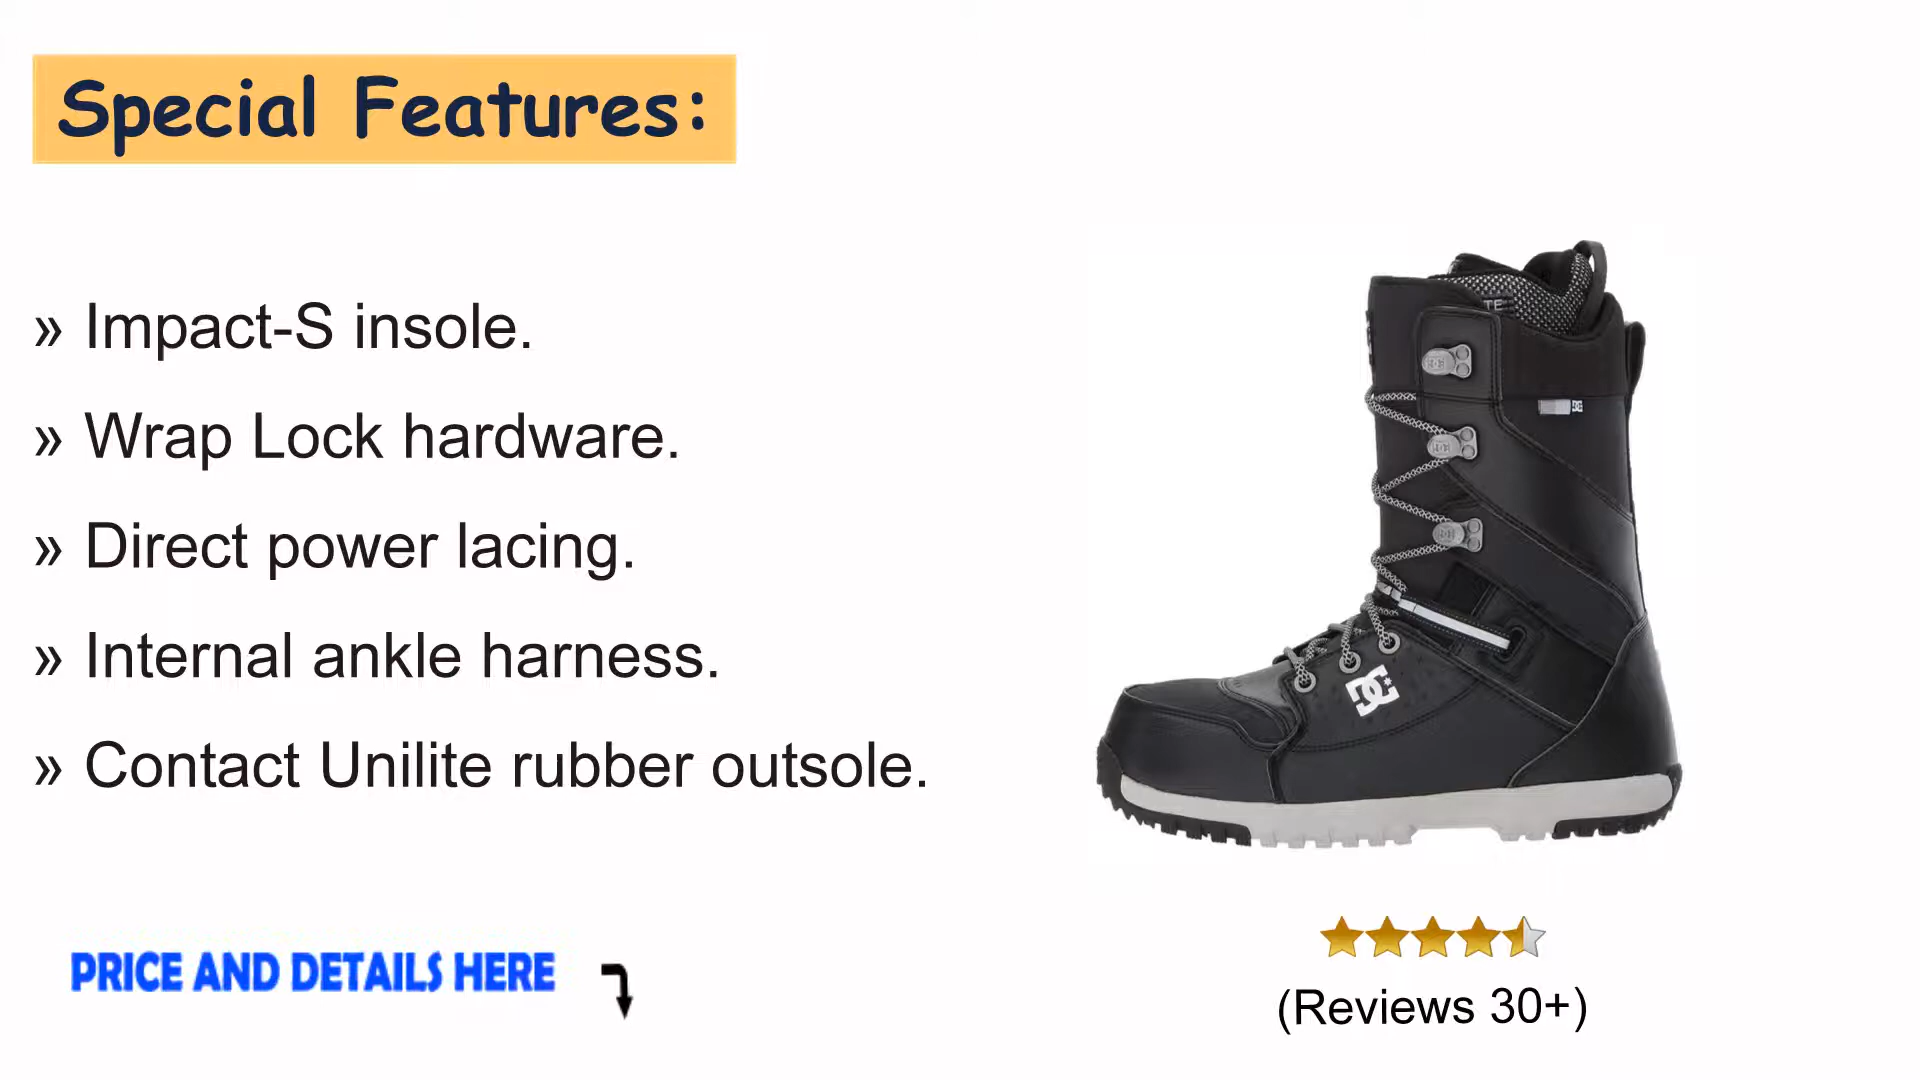 Special Features:
» Impact-S insole.
» Wrap Lock hardware.
» Direct power lacing.
» Internal ankle harness.
» Contact Unilite rubber outsole.
PRICE AND DETAILS HERE
DC
(Reviews 30+)